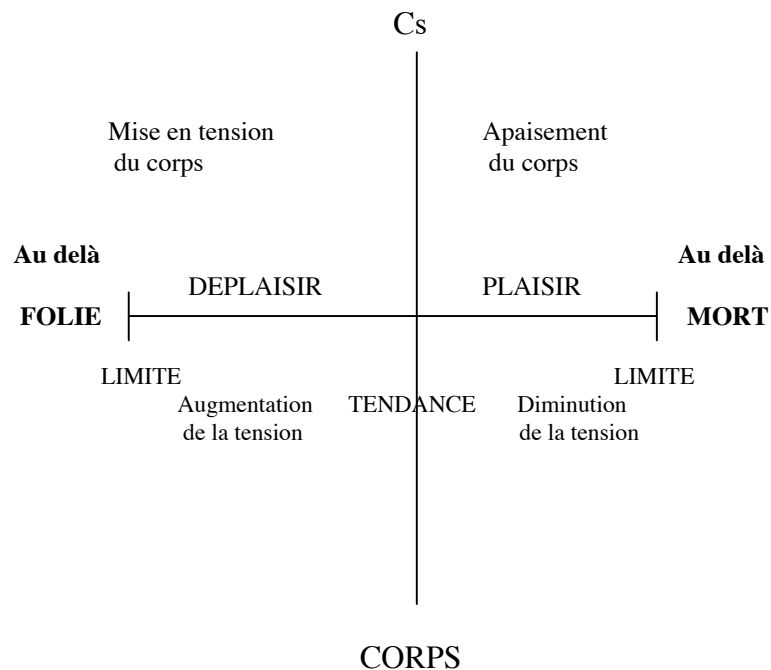 Cs
Mise en tension
du corps
Apaisement
du corps
Au delà
Au delà
DEPLAISIR
PLAISIR
FOLIE
MORT
LIMITE
LIMITE
Augmentation
de la tension
TENDANCE
Diminution
de la tension
CORPS